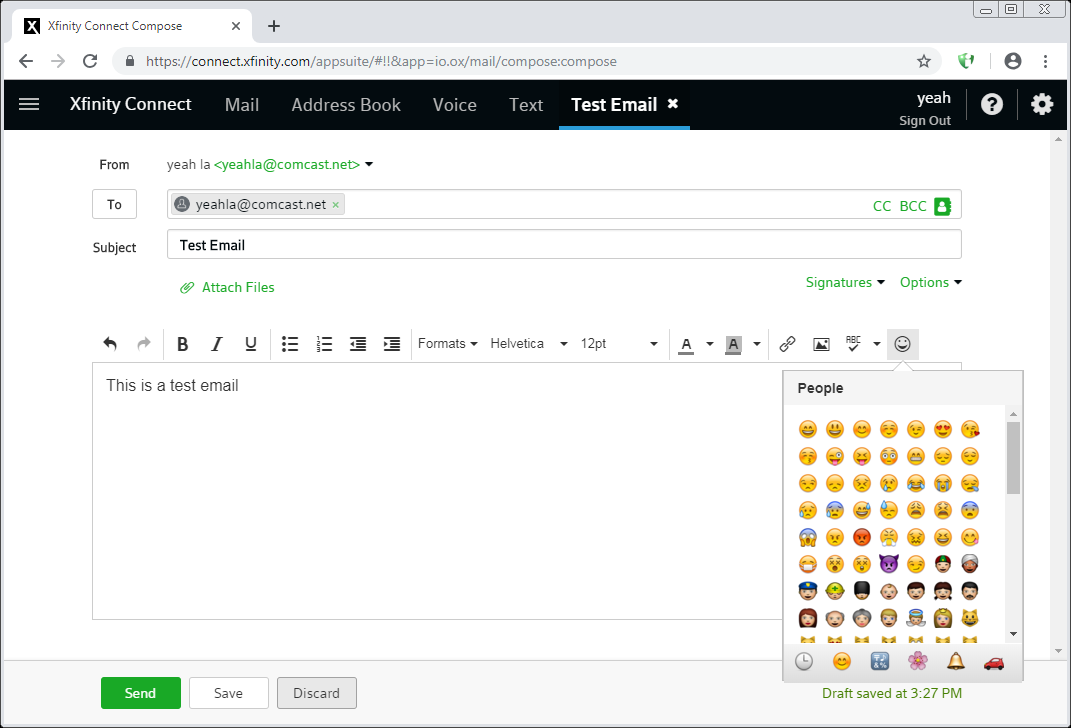 X Xfinity Connect Compose
https://connect.xfinity.com/appsuite/#!!&app=io.ox/mail/compose:compose
Xfinity Connect Mail Address Book Voice Text Test Email yeah
Sign Out
From yeah la <yeahla@comcast.net>
To yeahla@comcast.net × CC BCC
Subject Test Email
Attach Files Signatures Options
B I U Formats Helvetica 12pt A A ABC
This is a test email
People
Send Save Discard Draft saved at 3:27 PM